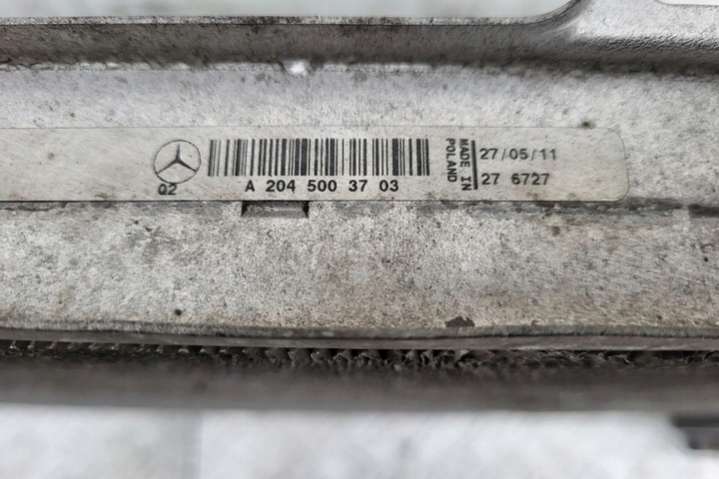 Q2
A 204 500 37 03
MADE IN
POLAND
27/05/11
27 6727